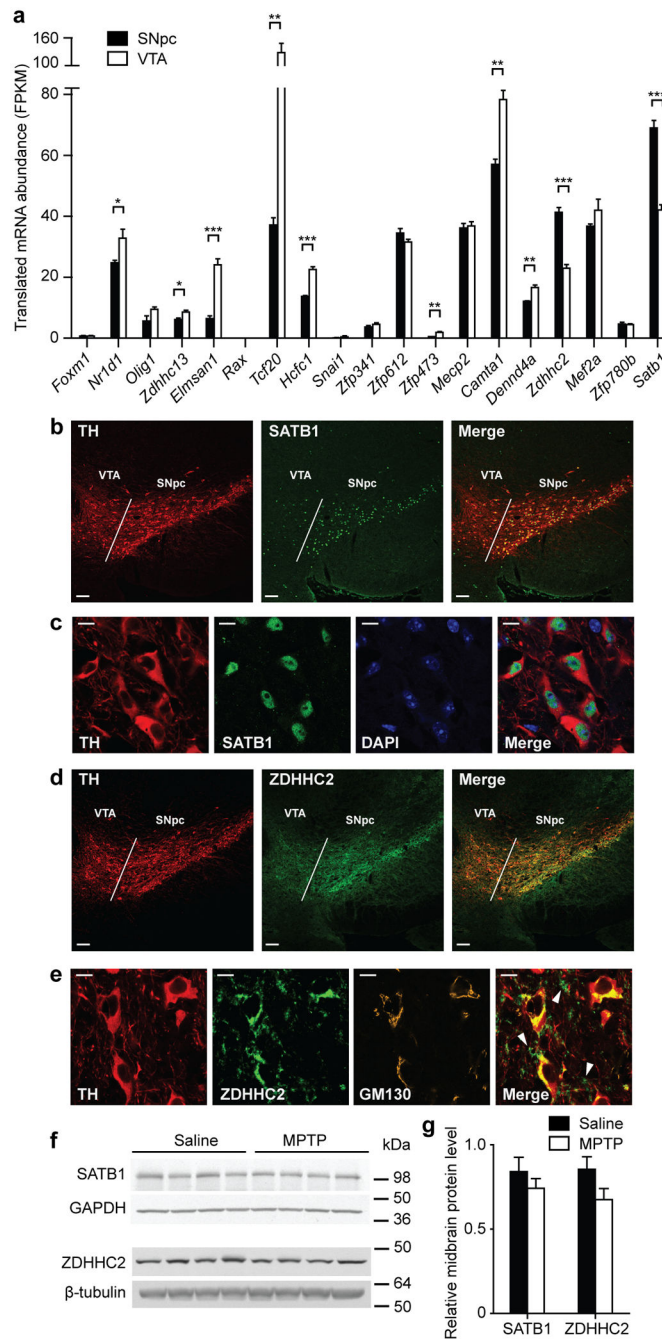 a
SNpc
VTA
Translated mRNA abundance (FPKM)
160
100
80
60
40
20
0
* * *** ** *** ** ** ** *** ***
Foxm1 Nr1d1 Olig1 Zdhhc13 Elmsan1 Rax Tcf20 Hcfc1 Snai1 Zfp341 Zfp612 Zfp473 Mecp2 Camta1 Dennd4a Zdhhc2 Mef2a Zfp780b Satb1
b
TH SATB1 Merge
VTA SNpc VTA SNpc VTA SNpc
c
TH SATB1 DAPI Merge
d
TH ZDHHC2 Merge
VTA SNpc VTA SNpc VTA SNpc
e
TH ZDHHC2 GM130 Merge
f
Saline MPTP kDa
SATB1
98
50
GAPDH
36
50
ZDHHC2
64
β-tubulin
50
g
Saline
MPTP
Relative midbrain protein level
1.0
0.5
0
SATB1 ZDHHC2